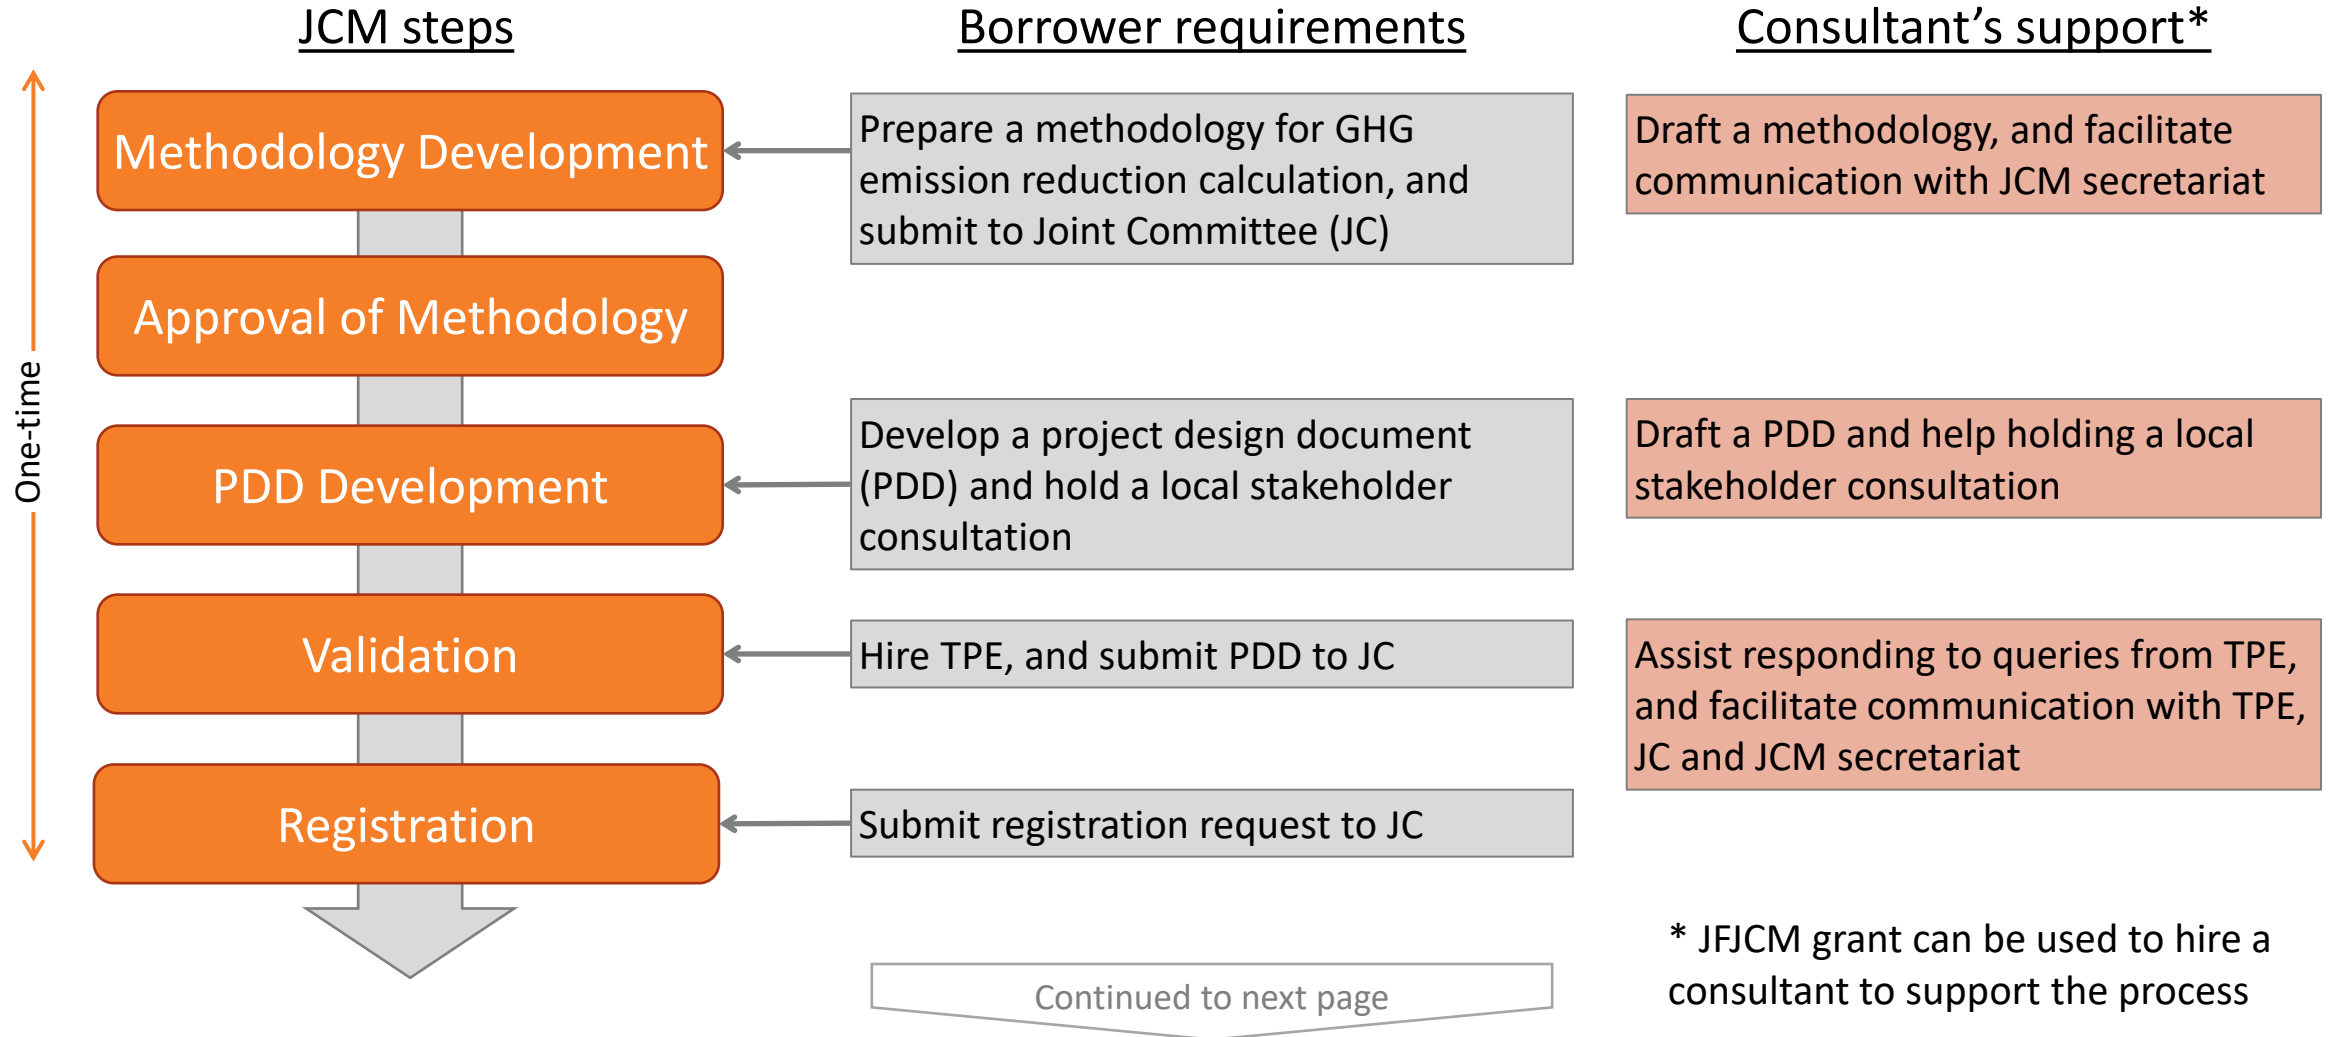 JCM steps
Borrower requirements
Consultant's support*
One-time
Methodology Development
Prepare a methodology for GHG
emission reduction calculation, and
submit to Joint Committee (JC)
Draft a methodology, and facilitate
communication with JCM secretariat
Approval of Methodology
PDD Development
Develop a project design document
(PDD) and hold a local stakeholder
consultation
Draft a PDD and help holding a local
stakeholder consultation
Validation
Hire TPE, and submit PDD to JC
Assist responding to queries from TPE,
and facilitate communication with TPE,
JC and JCM secretariat
Registration
Submit registration request to JC
* JFJCM grant can be used to hire a
consultant to support the process
Continued to next page